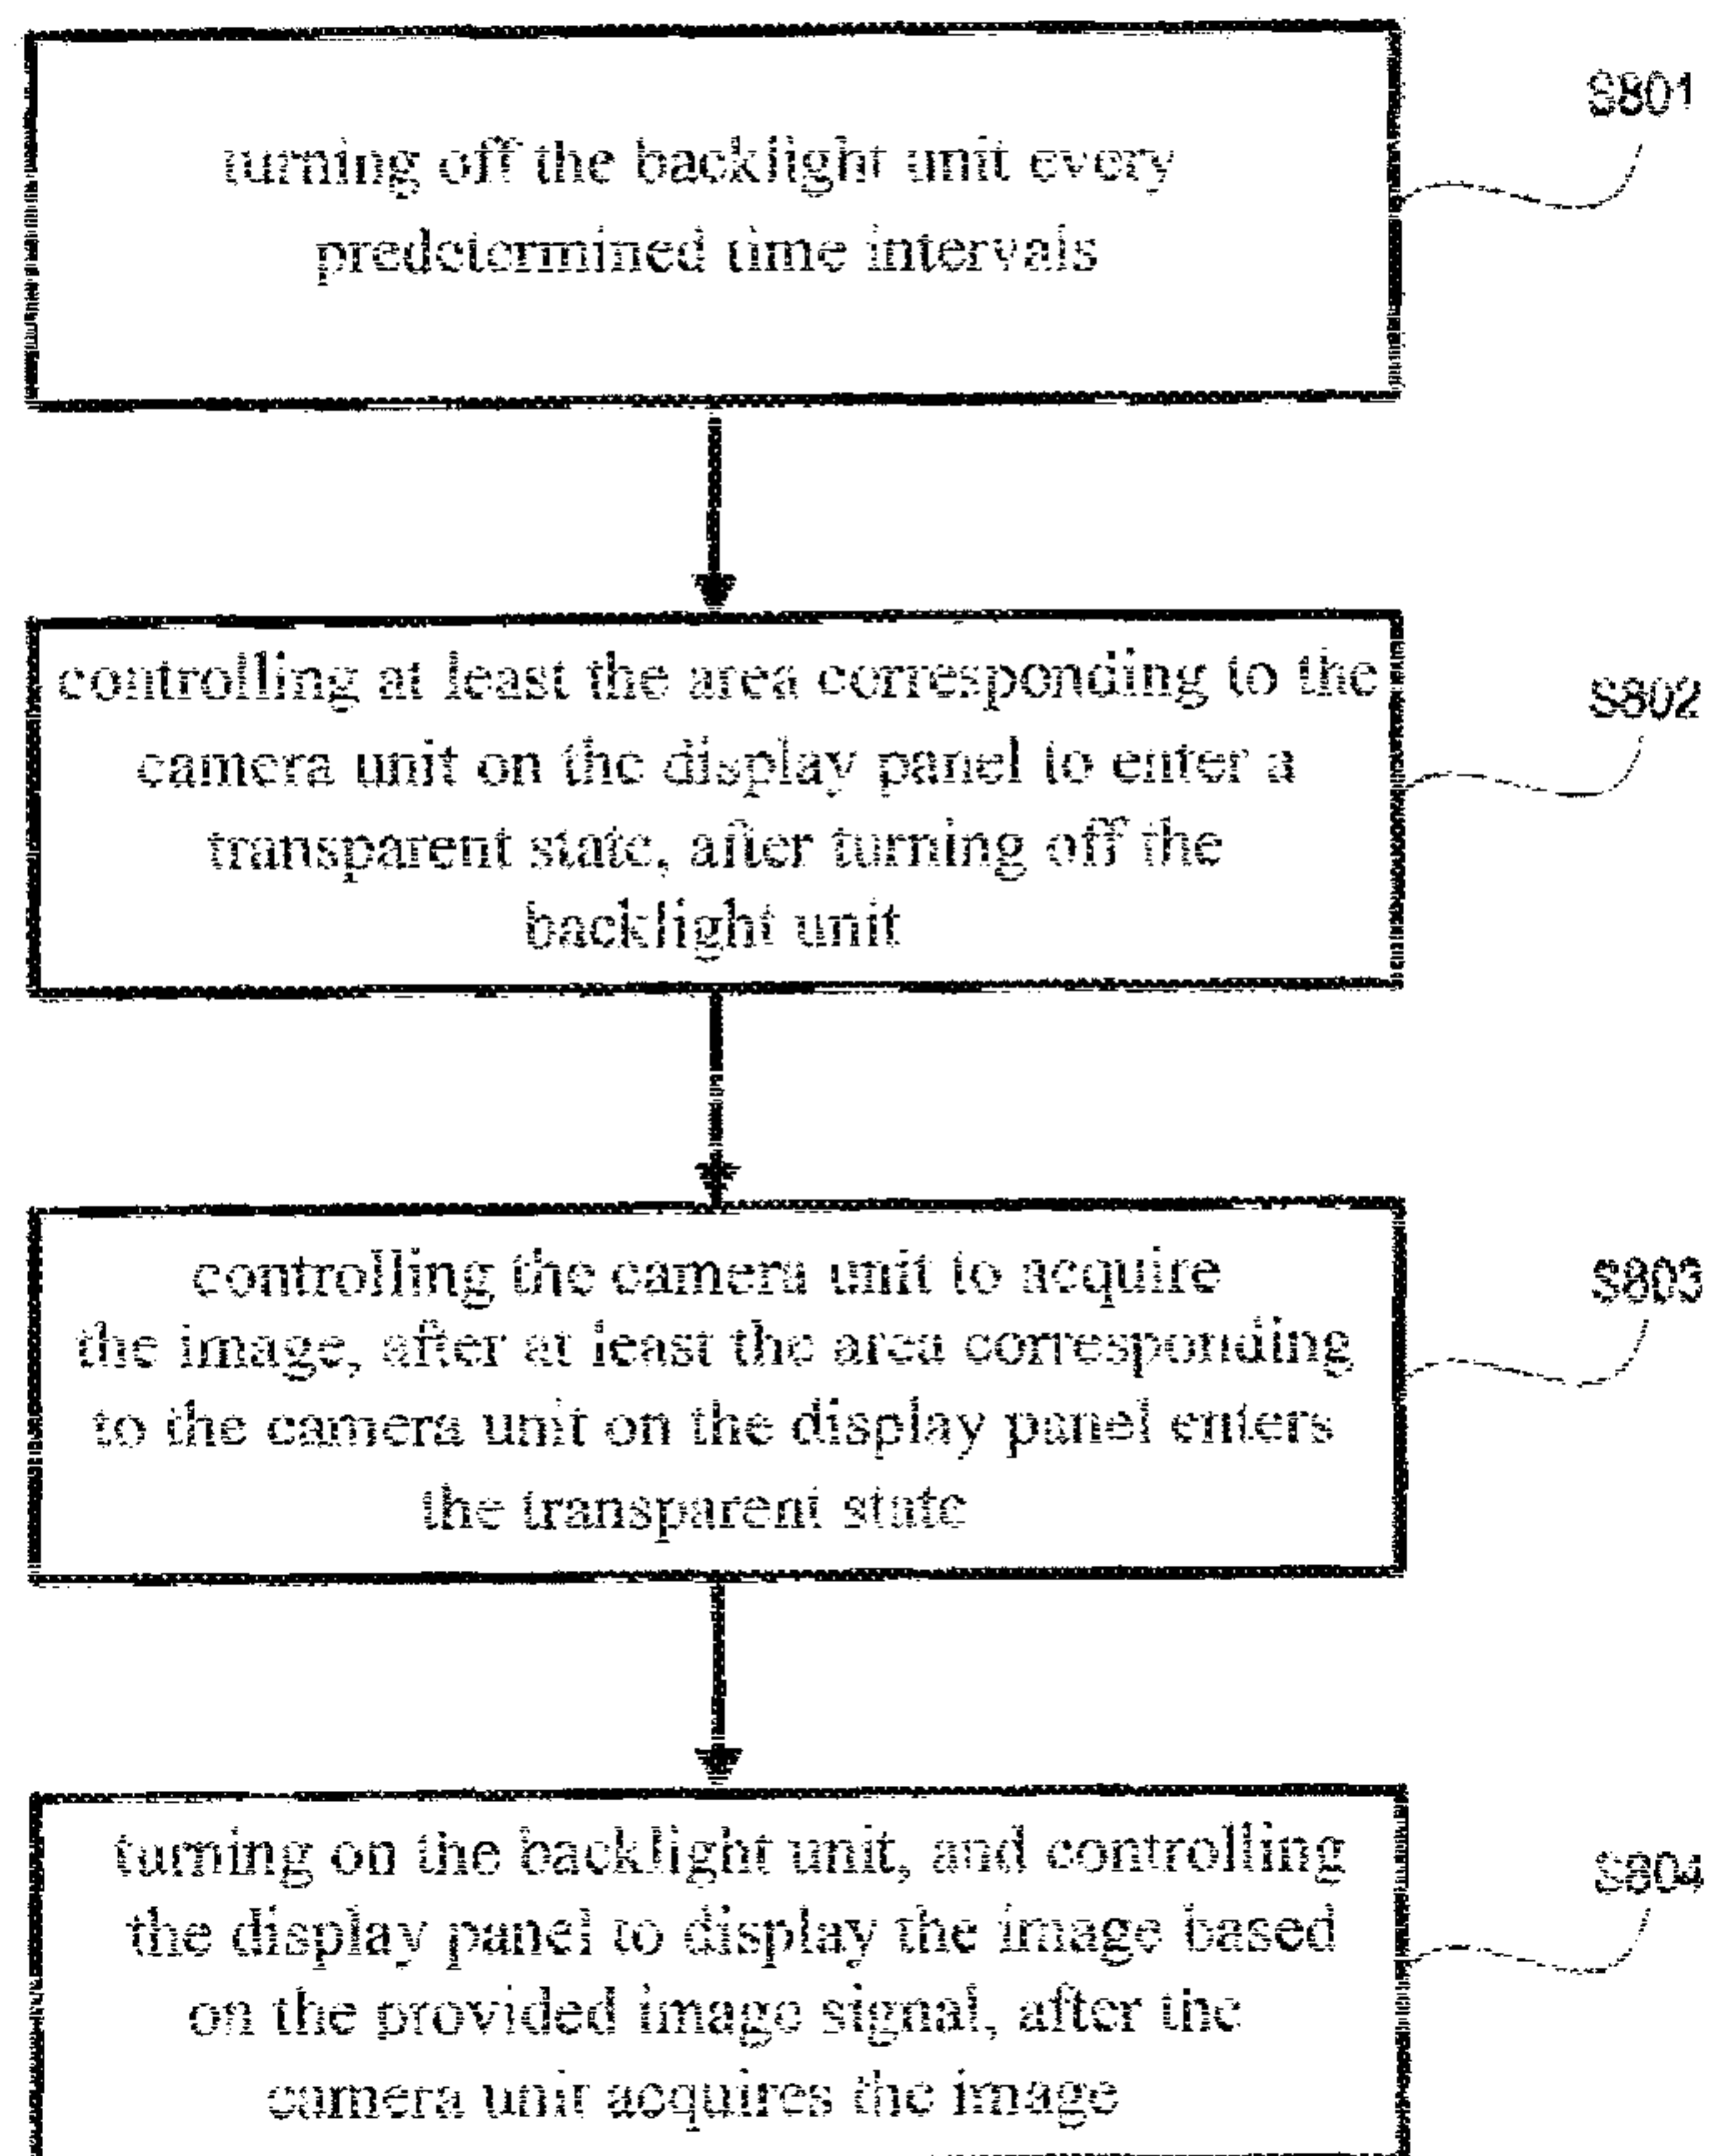 turning off the backlight unit every
predetermined time intervals
S801
controlling at least the area corresponding to the
camera unit on the display panel to enter a
transparent state, after turning off the
backlight unit
S802
controlling the camera unit to acquire
the image, after at least the area corresponding
to the camera unit on the display panel enters
the transparent state
S803
turning on the backlight unit, and controlling
the display panel to display the image based
on the provided image signal, after the
camera unit acquires the image
S804